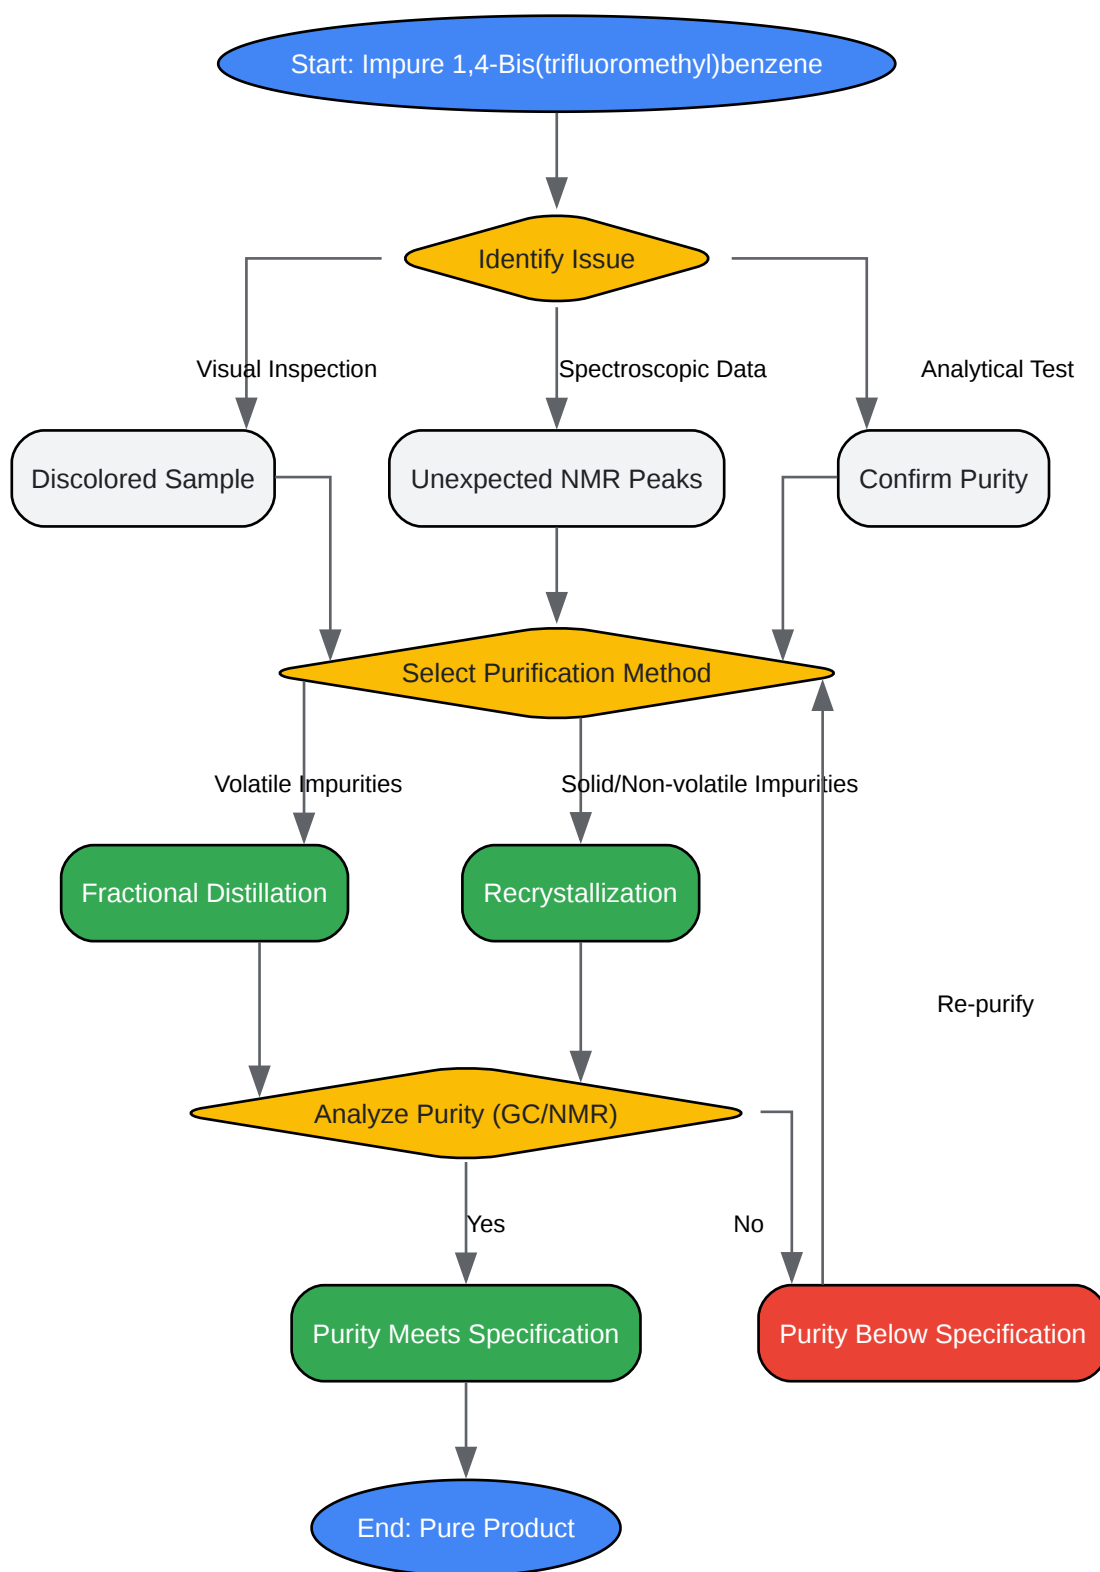 Start: Impure 1,4-Bis(trifluoromethyl)benzene
Identify Issue
Visual Inspection
Spectroscopic Data
Analytical Test
Discolored Sample
Unexpected NMR Peaks
Confirm Purity
Select Purification Method
Volatile Impurities
Solid/Non-volatile Impurities
Fractional Distillation
Recrystallization
Re-purify
Analyze Purity (GC/NMR)
Yes
No
Purity Meets Specification
Purity Below Specification
End: Pure Product